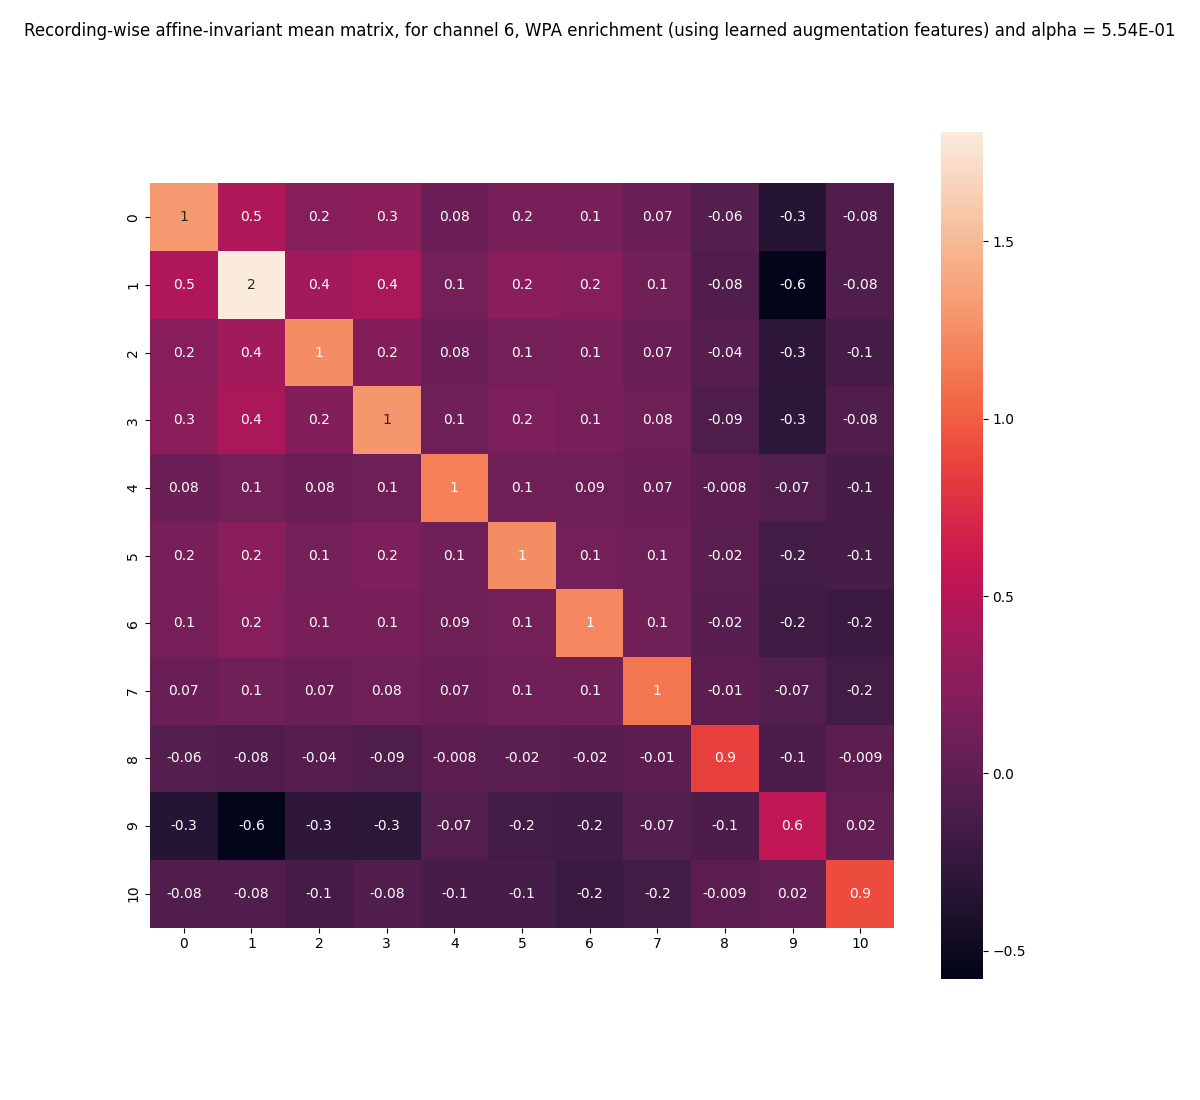 Recording-wise affine-invariant mean matrix, for channel 6, WPA enrichment (using learned augmentation features) and alpha = 5.54E-01
0 1 0.5 0.2 0.3 0.08 0.2 0.1 0.07 -0.06 -0.3 -0.08
1 0.5 2 0.4 0.4 0.1 0.2 0.2 0.1 -0.08 -0.6 -0.08
2 0.2 0.4 1 0.2 0.08 0.1 0.1 0.07 -0.04 -0.3 -0.1
3 0.3 0.4 0.2 1 0.1 0.2 0.1 0.08 -0.09 -0.3 -0.08
4 0.08 0.1 0.08 0.1 1 0.1 0.09 0.07 -0.008 -0.07 -0.1
5 0.2 0.2 0.1 0.2 0.1 1 0.1 0.1 -0.02 -0.2 -0.1
6 0.1 0.2 0.1 0.1 0.09 0.1 1 0.1 -0.02 -0.2 -0.2
7 0.07 0.1 0.07 0.08 0.07 0.1 0.1 1 -0.01 -0.07 -0.2
8 -0.06 -0.08 -0.04 -0.09 -0.008 -0.02 -0.02 -0.01 0.9 -0.1 -0.009
9 -0.3 -0.6 -0.3 -0.3 -0.07 -0.2 -0.2 -0.07 -0.1 0.6 0.02
10 -0.08 -0.08 -0.1 -0.08 -0.1 -0.1 -0.2 -0.2 -0.009 0.02 0.9
0 1 2 3 4 5 6 7 8 9 10
1.5
1.0
0.5
0.0
−0.5